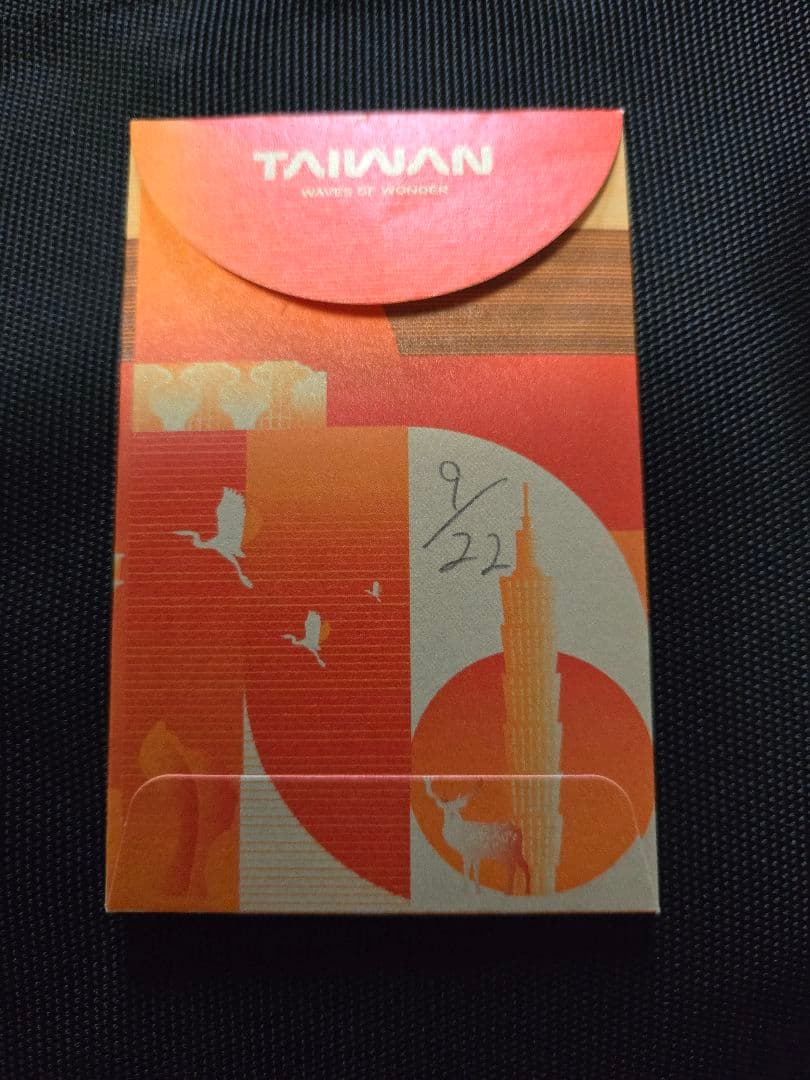 TAIWAN
WAVES OF WONDER
9/22